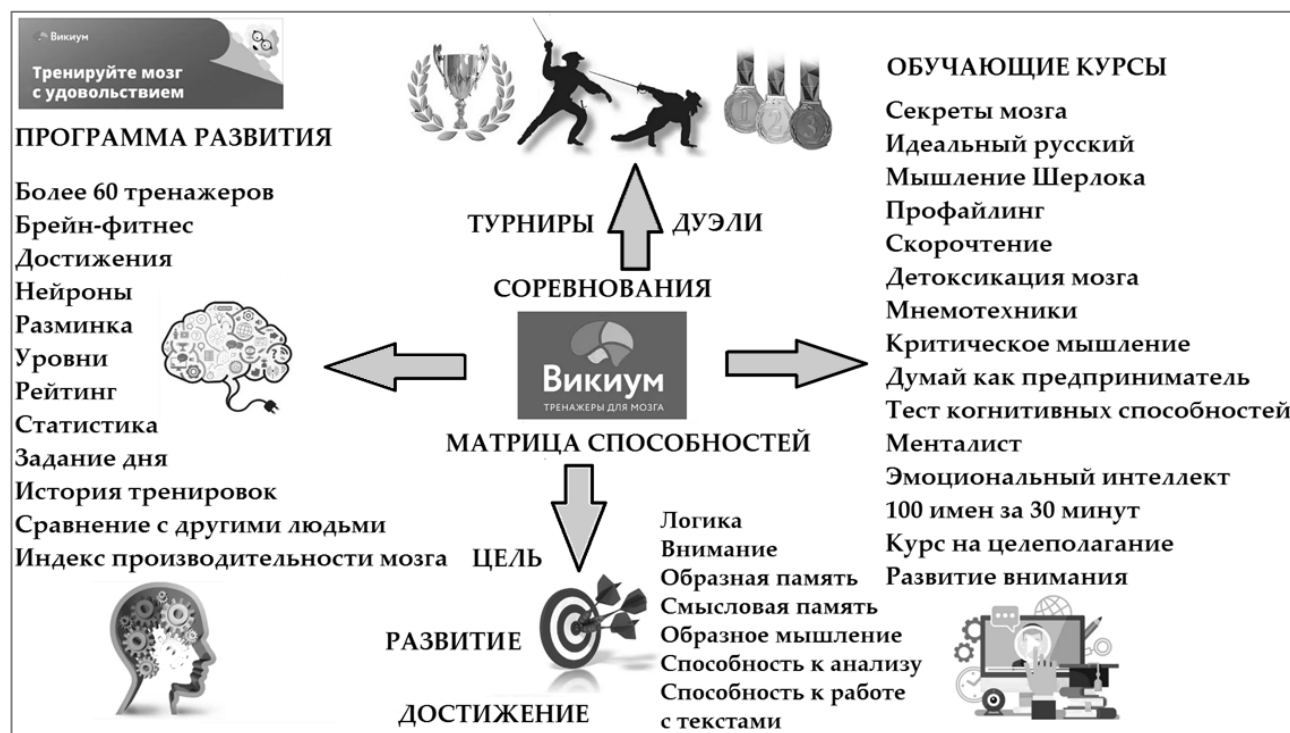 Викиум
Тренируйте мозг
с удовольствием
ПРОГРАММА РАЗВИТИЯ
Более 60 тренажеров
Брейн-фитнес
Достижения
Нейроны
Разминка
Уровни
Рейтинг
Статистика
Задание дня
История тренировок
Сравнение с другими людьми
Индекс производительности мозга
1
2
3
ТУРНИРЫ
ДУЭЛИ
СОРЕВНОВАНИЯ
Викиум
ТРЕНАЖЕРЫ ДЛЯ МОЗГА
МАТРИЦА СПОСОБНОСТЕЙ
ЦЕЛЬ
РАЗВИТИЕ
ДОСТИЖЕНИЕ
Логика
Внимание
Образная память
Смысловая память
Образное мышление
Способность к анализу
Способность к работе
с текстами
ОБУЧАЮЩИЕ КУРСЫ
Секреты мозга
Идеальный русский
Мышление Шерлока
Профайлинг
Скорочтение
Детоксикация мозга
Мнемотехники
Критическое мышление
Думай как предприниматель
Тест когнитивных способностей
Менталист
Эмоциональный интеллект
100 имен за 30 минут
Курс на целеполагание
Развитие внимания